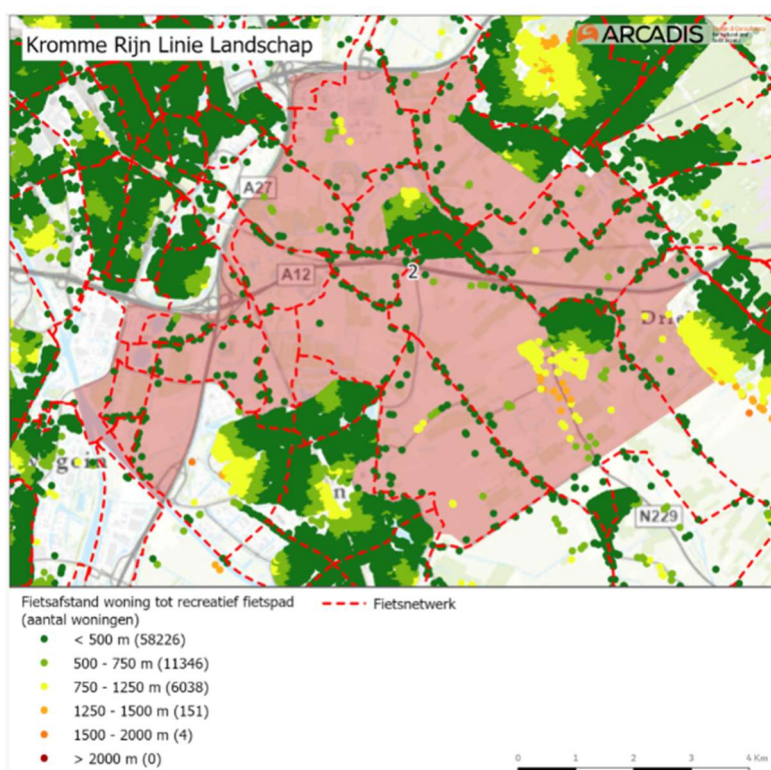 Kromme Rijn Linie Landschap
ARCADIS
A27
A12
2
N229
Fietsafstand woning tot recreatief fietspad
(aantal woningen)
Fietsnetwerk
< 500 m (58226)
500 - 750 m (11346)
750 - 1250 m (6038)
1250 - 1500 m (151)
1500 - 2000 m (4)
> 2000 m (0)
0 1 2 3 4 Km